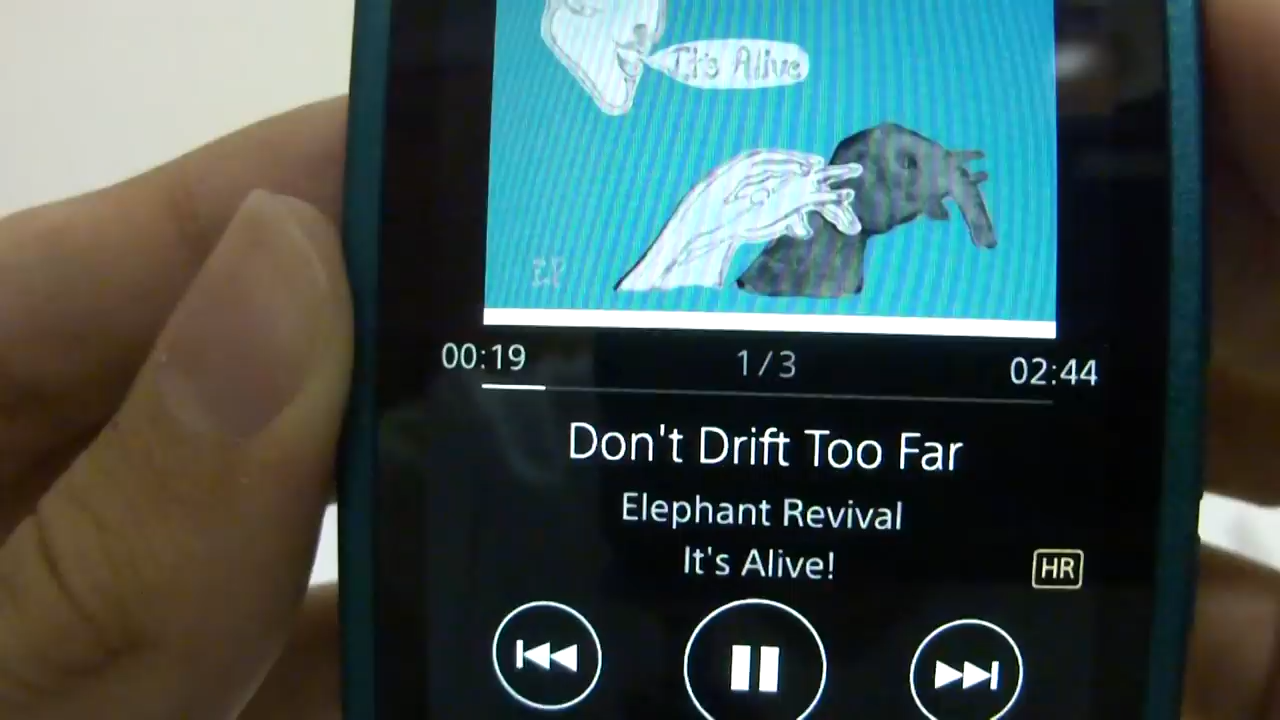 It's Alive
00:19 1/3 02:44
Don't Drift Too Far
Elephant Revival
It's Alive!
HR